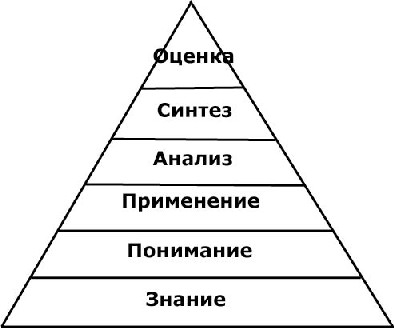 Оценка
Синтез
Анализ
Применение
Понимание
Знание